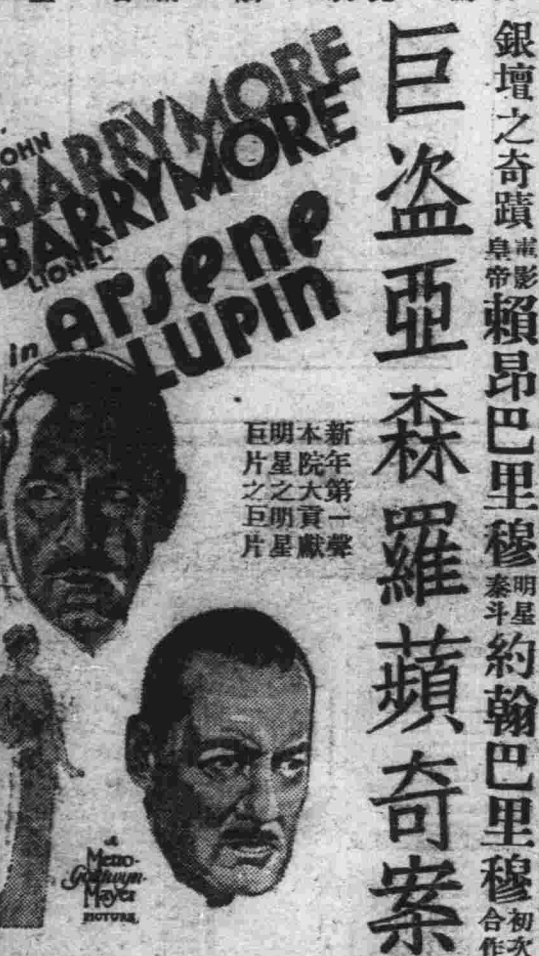 銀壇之奇蹟
電影皇帝 賴昂巴里穆
明星泰斗 約翰巴里穆
初次合作
巨盜亞森羅蘋奇案
新年第一聲
本院大貢獻
明星之明星
巨片之巨片
JOHN
BARRYMORE
BARRYMORE
LIONEL
in Arsene
LUPIN
A
Metro-
Goldwyn-
Mayer
PICTURE